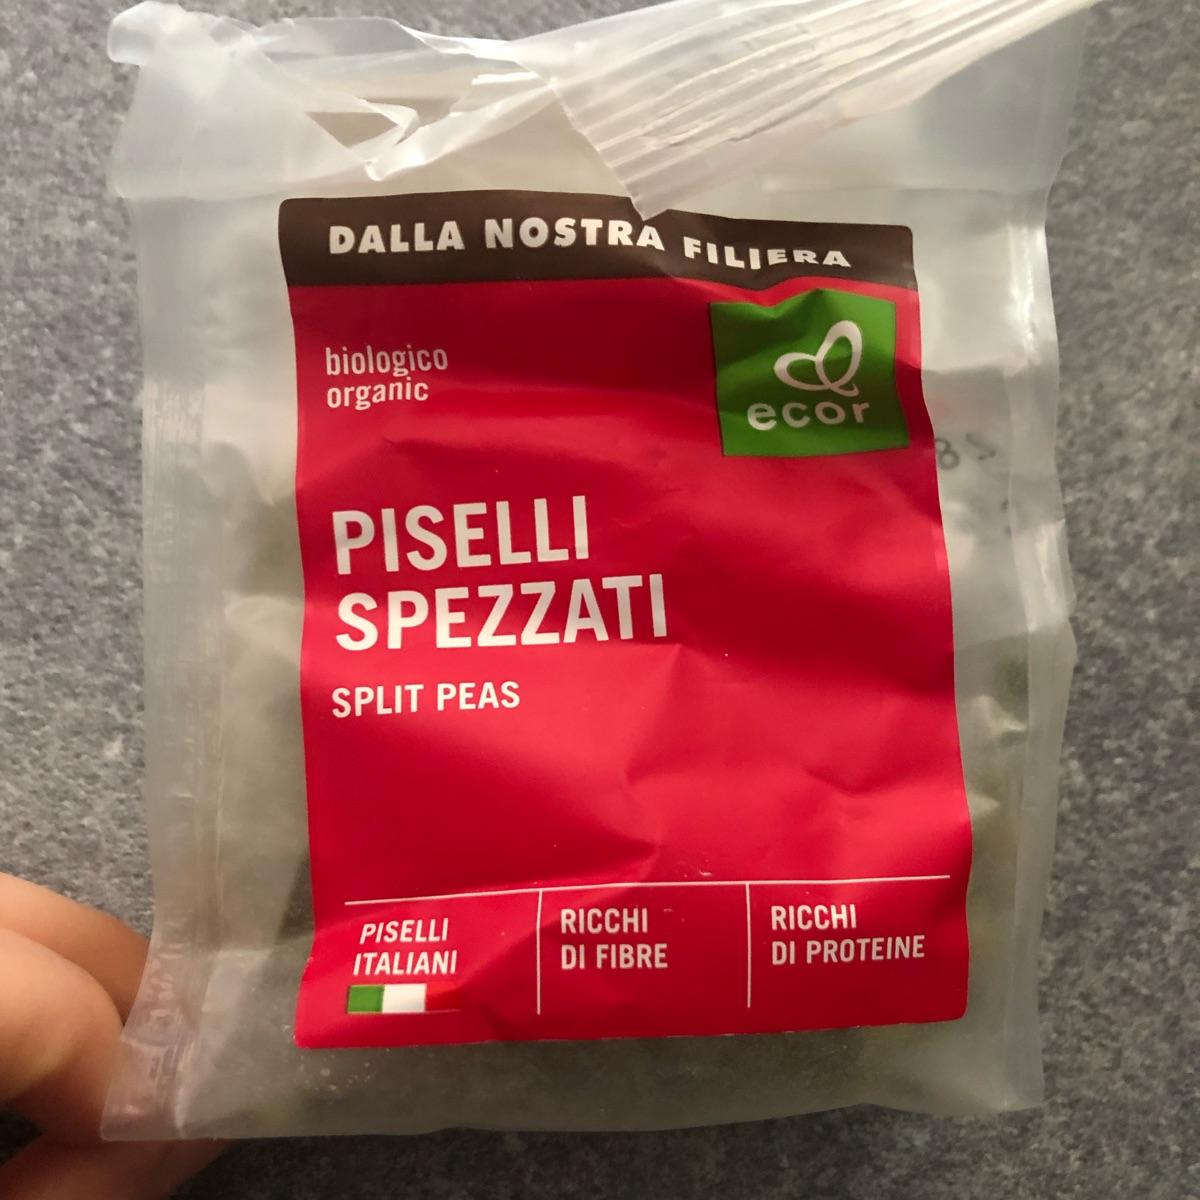 DALLA NOSTRA FILIERA
biologico
organic
ecor
PISELLI
SPEZZATI
SPLIT PEAS
PISELLI
ITALIANI
RICCHI
DI FIBRE
RICCHI
DI PROTEINE